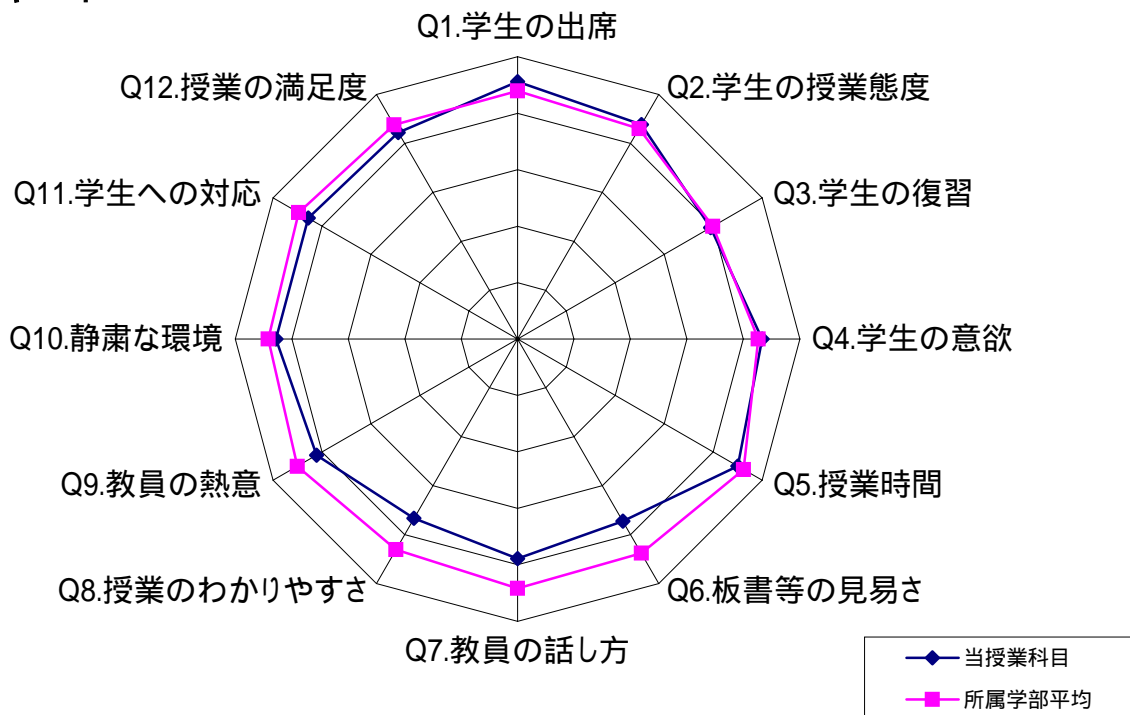 Q1.学生の出席
Q2.学生の授業態度
Q3.学生の復習
Q4.学生の意欲
Q5.授業時間
Q6.板書等の見易さ
Q7.教員の話し方
Q8.授業のわかりやすさ
Q9.教員の熱意
Q10.静粛な環境
Q11.学生への対応
Q12.授業の満足度
当授業科目
所属学部平均